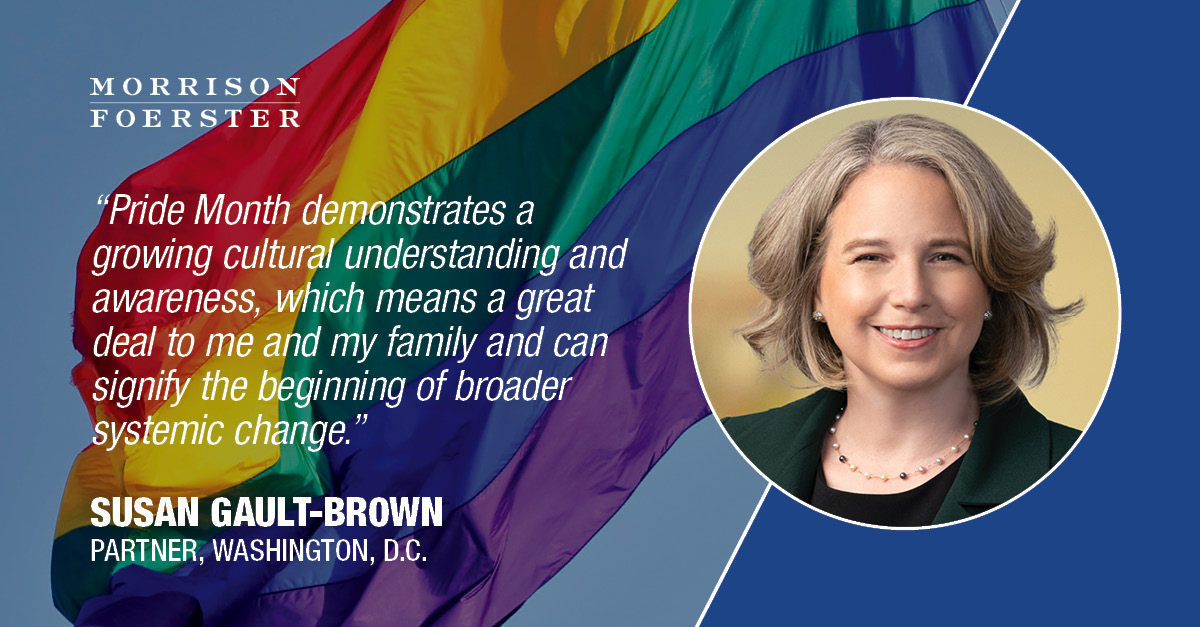 MORRISON
FOERSTER
“Pride Month demonstrates a
growing cultural understanding and
awareness, which means a great
deal to me and my family and can
signify the beginning of broader
systemic change.”
SUSAN GAULT-BROWN
PARTNER, WASHINGTON, D.C.